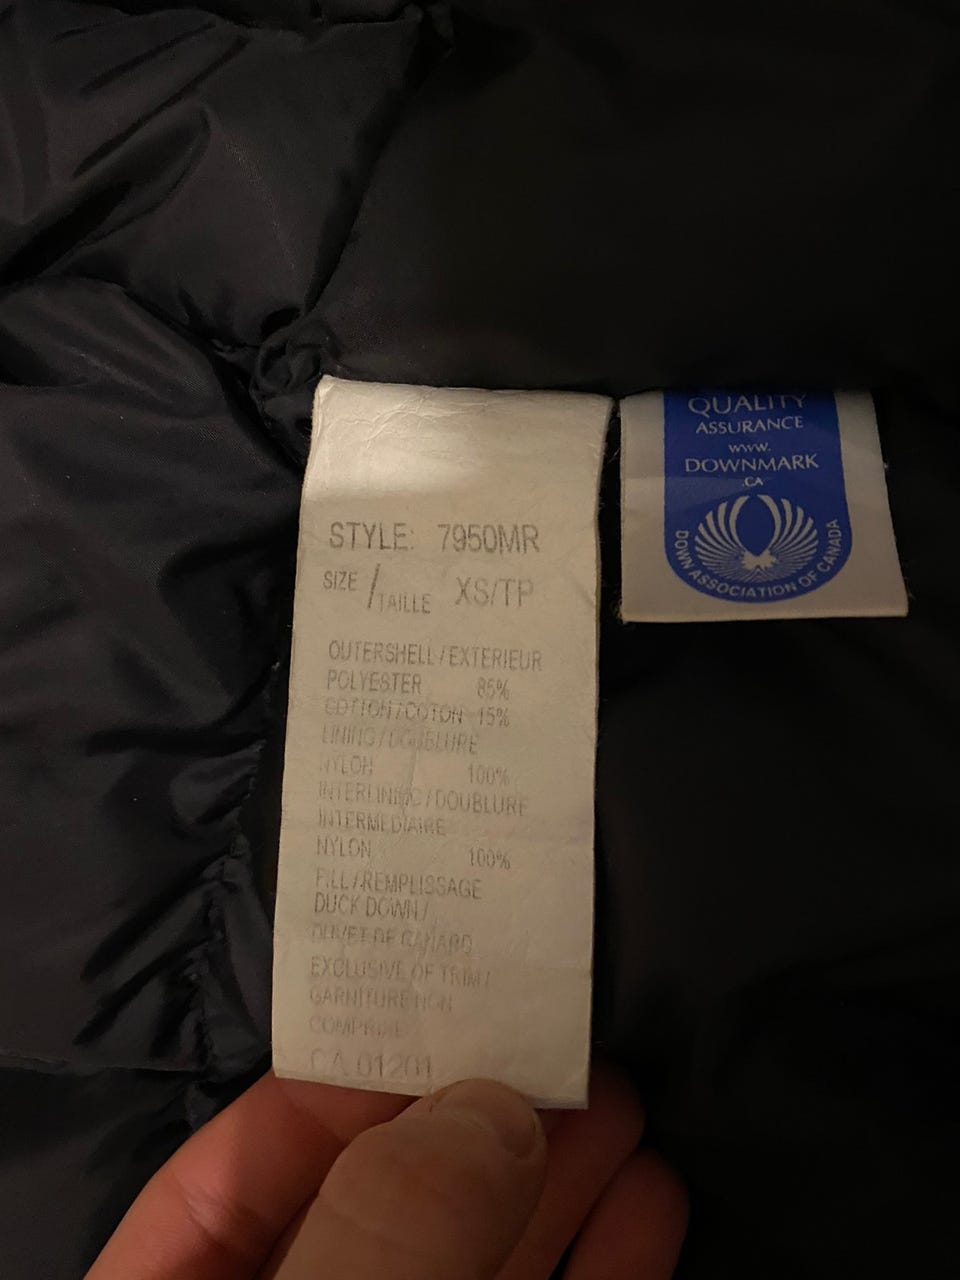 STYLE: 7950MR
SIZE / TAILLE XS/TP
OUTERSHELL / EXTERIEUR
POLYESTER 85%
COTTON / COTON 15%
LINING / DOUBLURE
NYLON 100%
INTERLINING / DOUBLURE
INTERMEDIAIRE
NYLON 100%
FILL / REMPLISSAGE
DUCK DOWN /
DUVET DE CANARD
EXCLUSIVE OF TRIM /
GARNITURE NON
COMPRISE
CA 01201
QUALITY
ASSURANCE
www.
DOWNMARK
.CA
DOWN ASSOCIATION OF CANADA